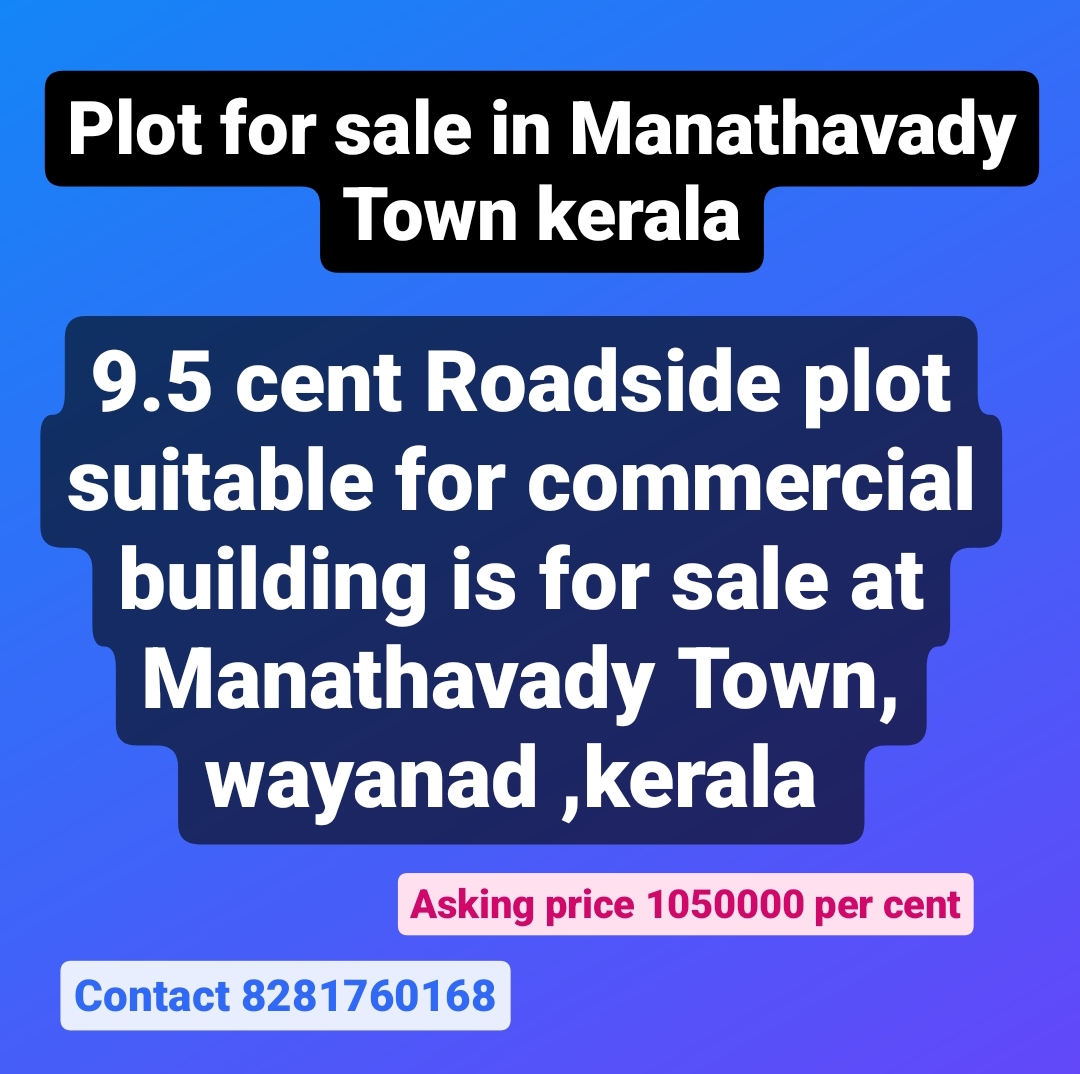 Plot for sale in Manathavady
Town kerala
9.5 cent Roadside plot
suitable for commercial
building is for sale at
Manathavady Town,
wayanad ,kerala
Asking price 1050000 per cent
Contact 8281760168